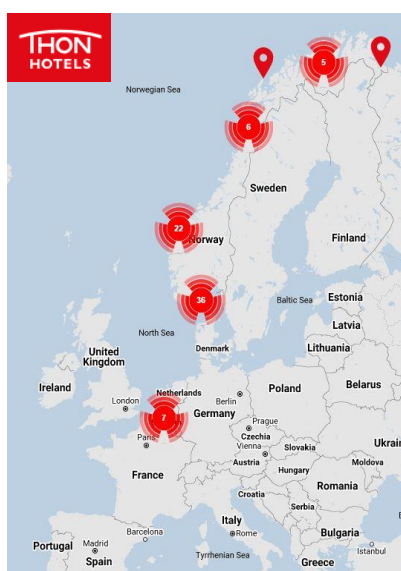 THON
HOTELS
5
Norwegian Sea
6
Sweden
22
Norway
Finland
36
Baltic Sea
Estonia
North Sea
Latvia
Denmark
Lithuania
United
Kingdom
Ireland
Netherlands
Berlin
Poland
Belarus
London
7
Germany
Paris
Prague
Czechia
Ukrain
Vienna
Slovakia
Moldova
France
Austria
Hungary
Croatia
Romania
Serbia
Italy
Bulgaria
Portugal
Madrid
Barcelona
Rome
Istanbul
Spain
Tyrrhenian Sea
Greece